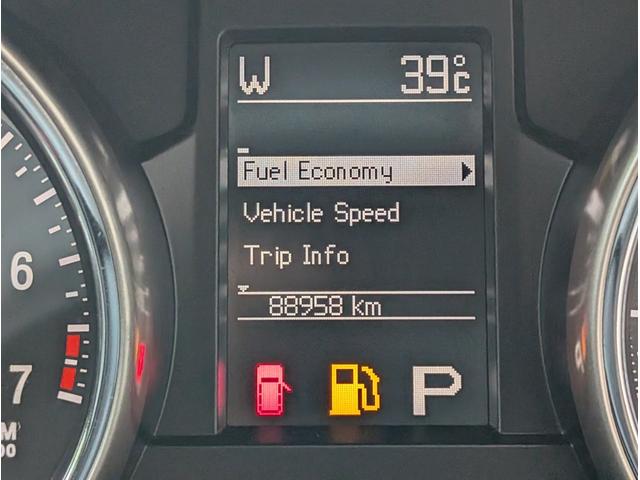 W 39°C
Fuel Economy
Vehicle Speed
Trip Info
88958 km
P
6
7